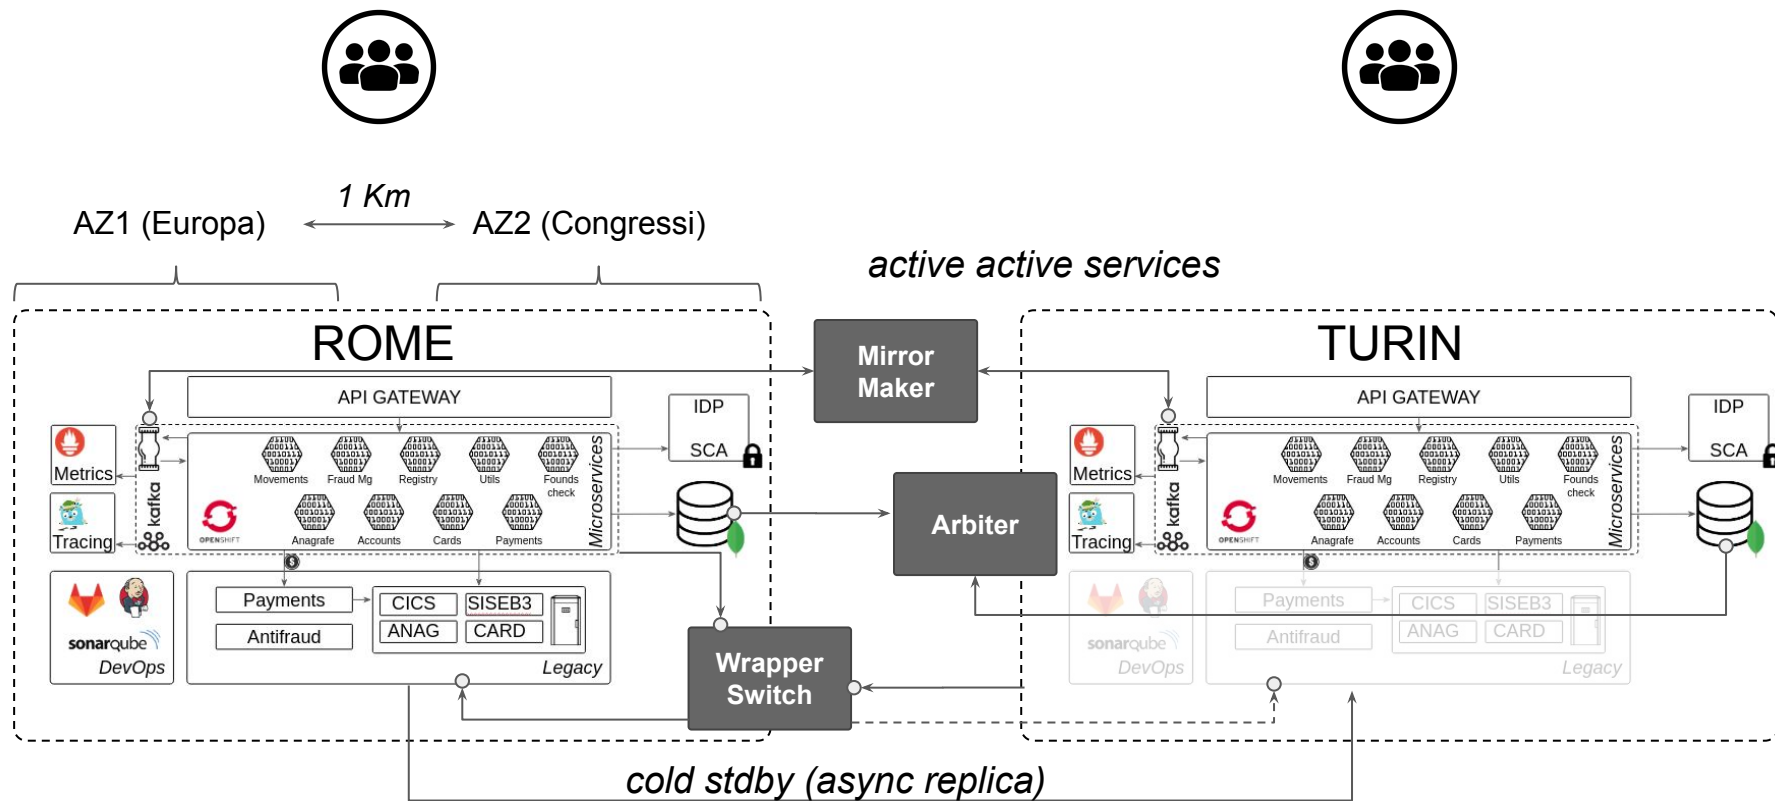 1 Km
AZ1 (Europa)
AZ2 (Congressi)
active active services
ROME
API GATEWAY
IDP
SCA
Metrics
Tracing
kafka
Movements
Fraud Mg
Registry
Utils
Founds
check
Microservices
OPENSHIFT
Anagrafe
Accounts
Cards
Payments
Payments
Antifraud
CICS
SISEB3
ANAG
CARD
Legacy
sonarqube
DevOps
Mirror
Maker
Arbiter
Wrapper
Switch
TURIN
API GATEWAY
IDP
SCA
Metrics
Tracing
kafka
Movements
Fraud Mg
Registry
Utils
Founds
check
Microservices
OPENSHIFT
Anagrafe
Accounts
Cards
Payments
Payments
Antifraud
CICS
SISEB3
ANAG
CARD
Legacy
sonarqube
DevOps
cold stdby (async replica)